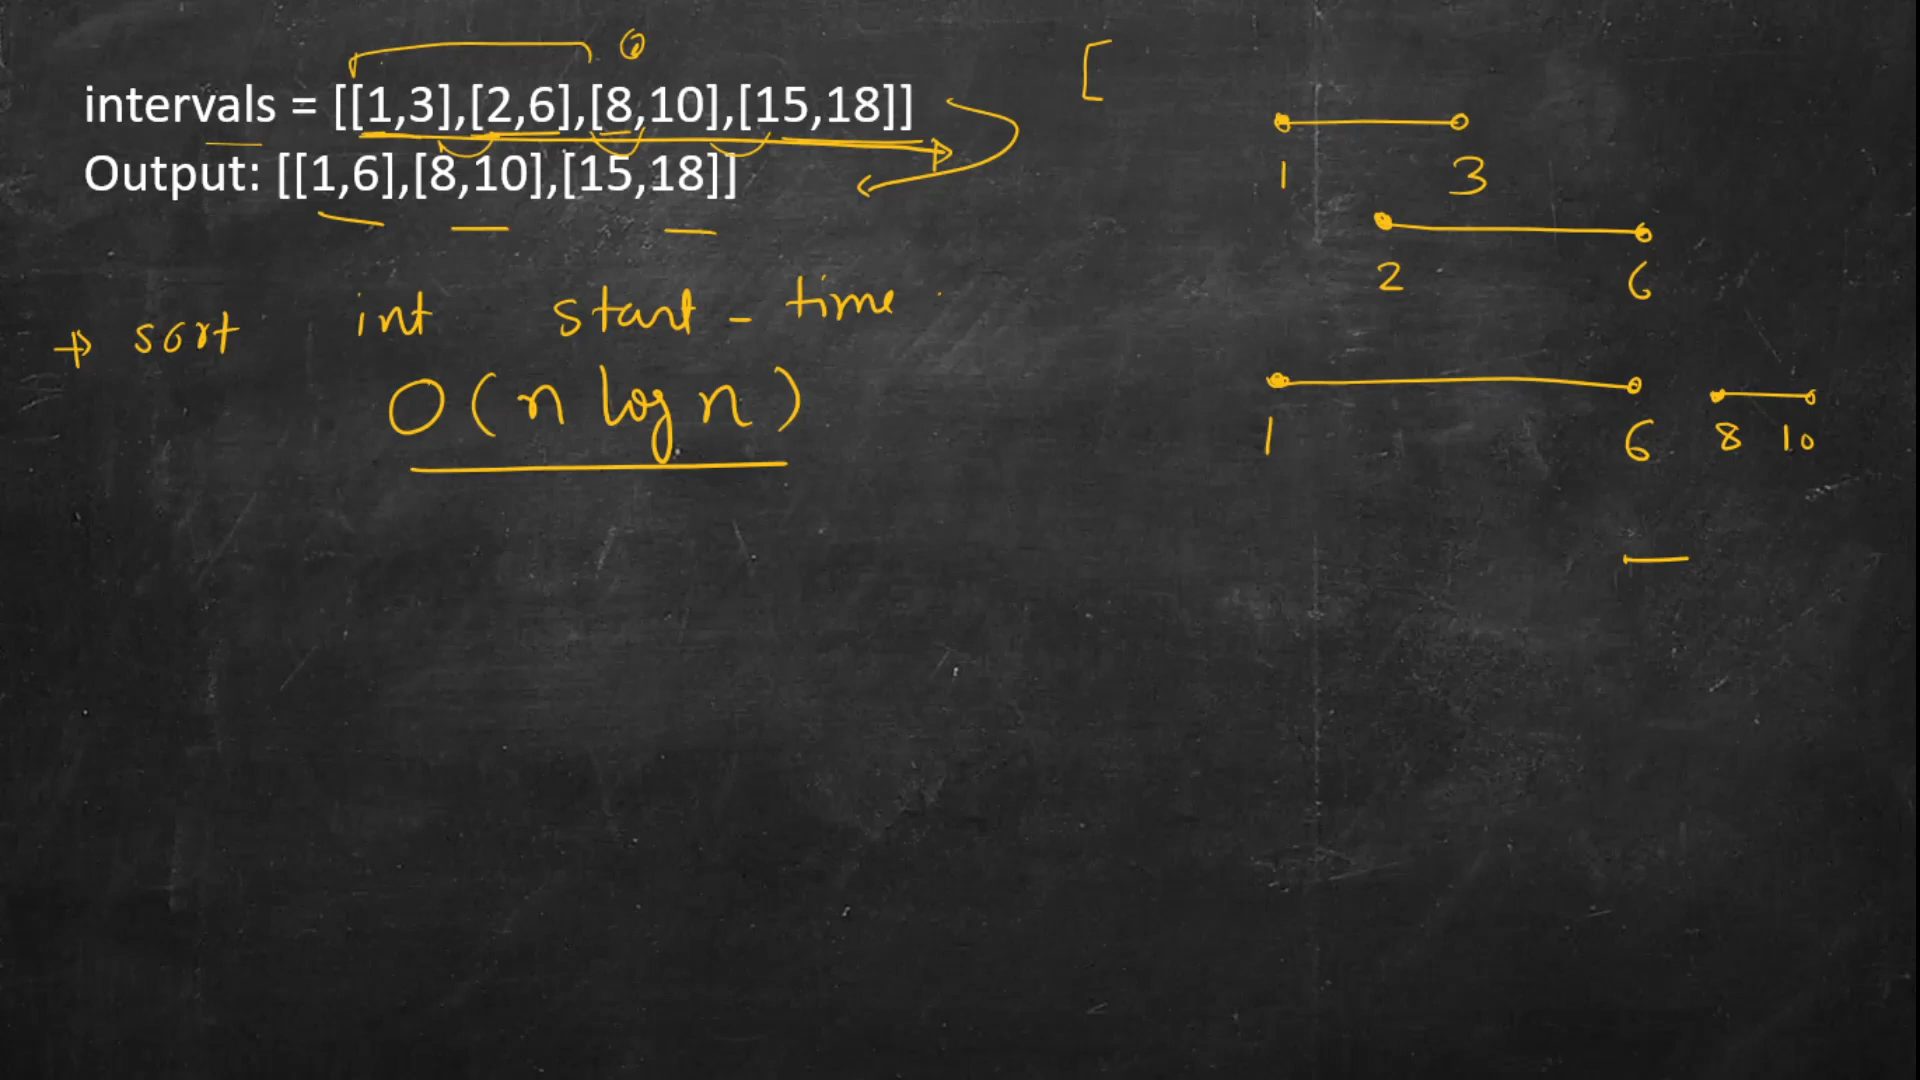 intervals = [[1,3],[2,6],[8,10],[15,18]]
Output: [[1,6],[8,10],[15,18]]
sort int start - time
O(n log n)
[
1 3
2 6
1 6 8 10